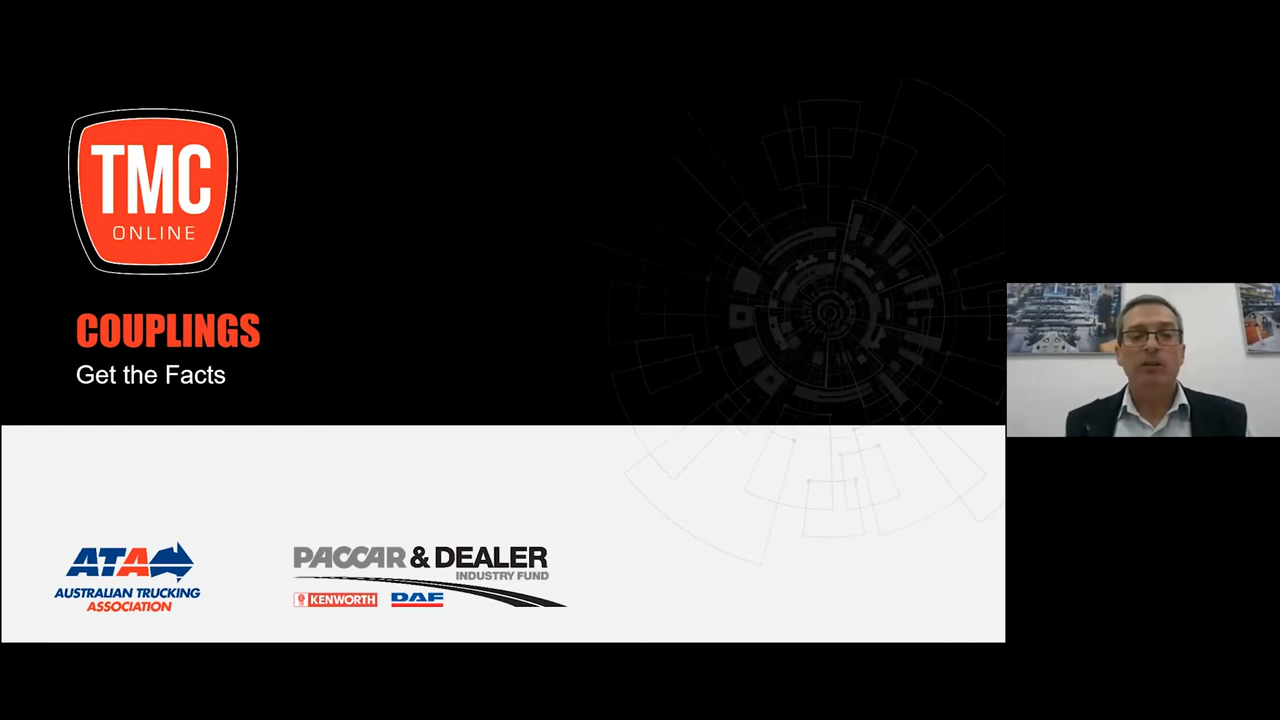 TMC
ONLINE
COUPLINGS
Get the Facts
ATA
AUSTRALIAN TRUCKING
ASSOCIATION
PACCAR & DEALER
INDUSTRY FUND
KENWORTH DAF